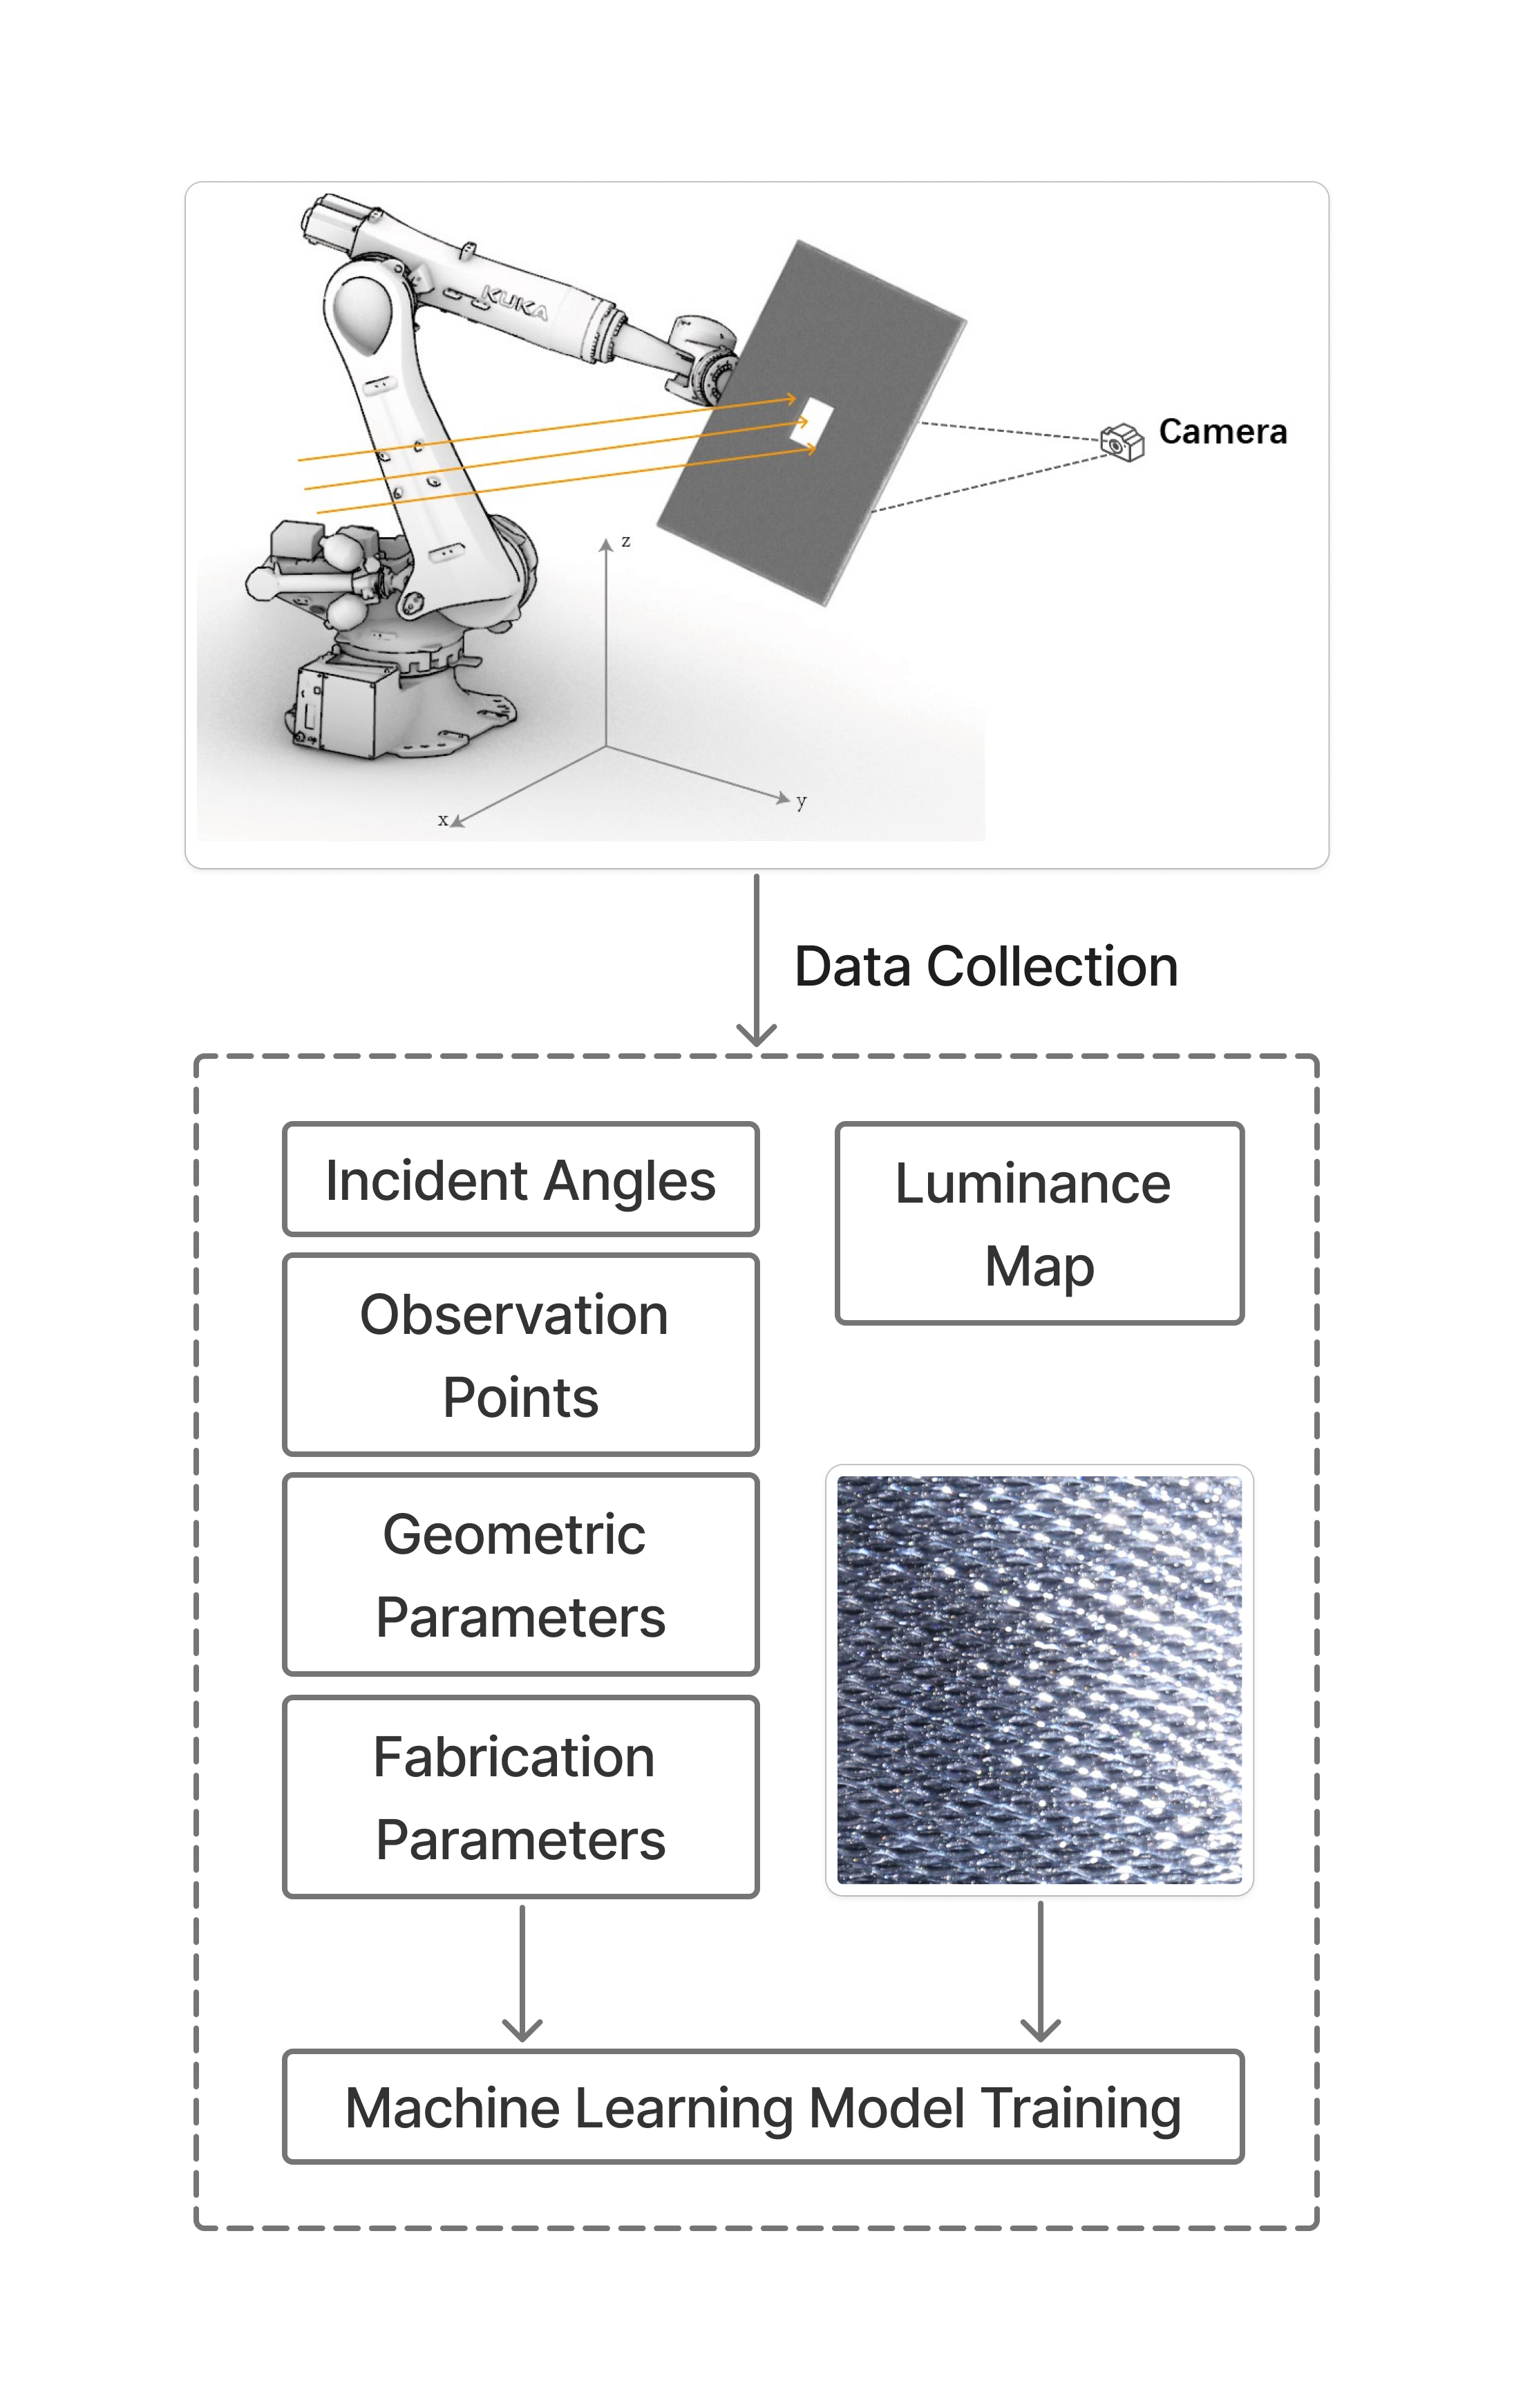 KUKA
Camera
z
y
x
Data Collection
Incident Angles
Luminance
Map
Observation
Points
Geometric
Parameters
Fabrication
Parameters
Machine Learning Model Training